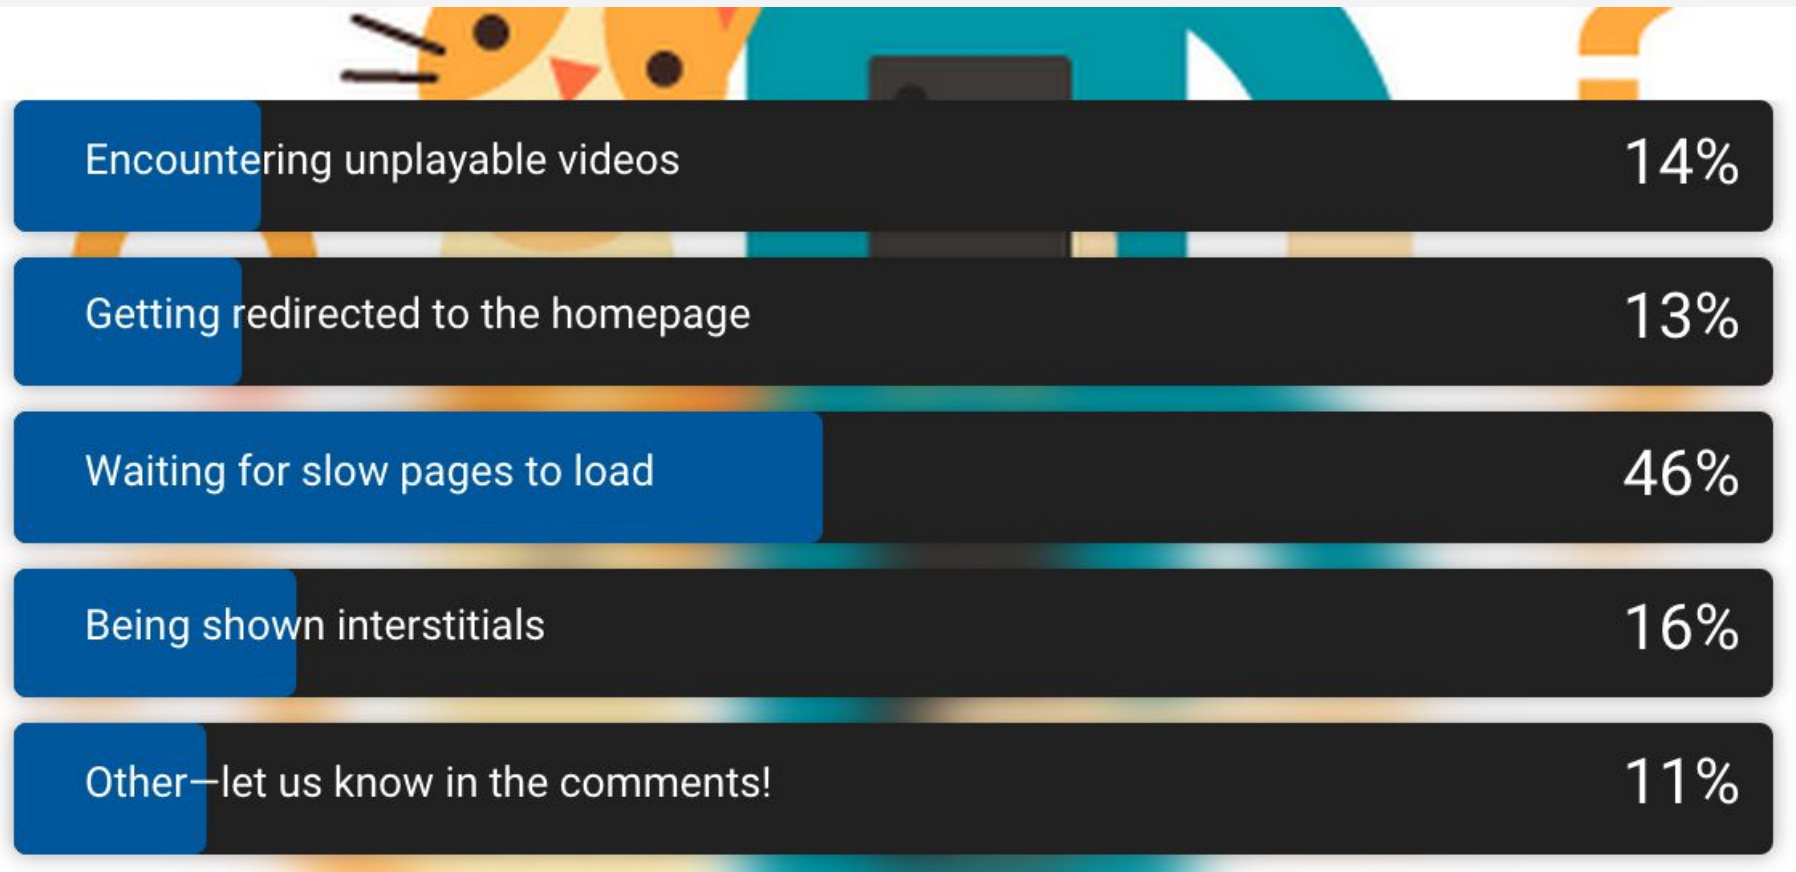 Encountering unplayable videos 14%
Getting redirected to the homepage 13%
Waiting for slow pages to load 46%
Being shown interstitials 16%
Other—let us know in the comments! 11%